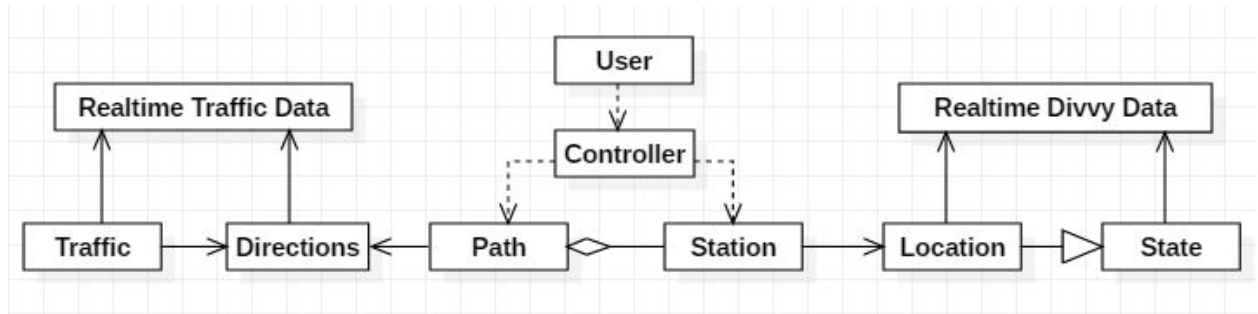 User
Realtime Traffic Data
Realtime Divvy Data
Controller
Traffic
Directions
Path
Station
Location
State